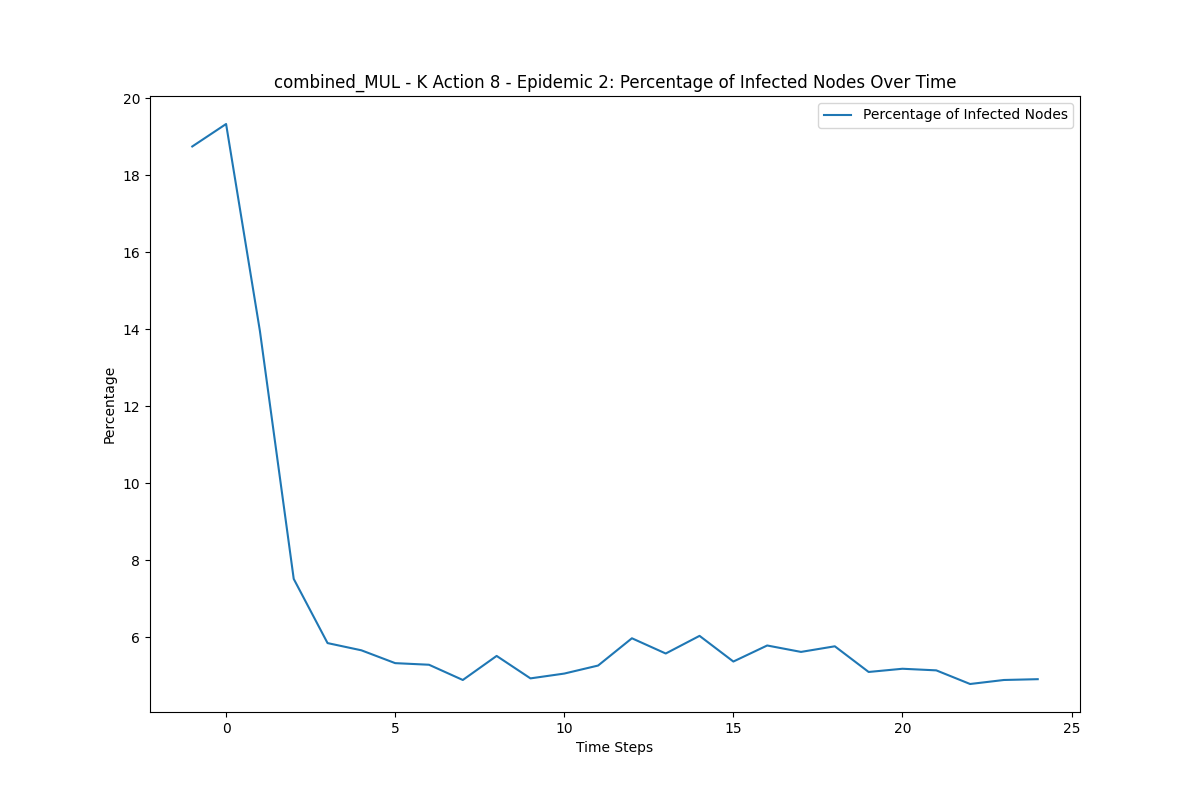 combined_MUL - K Action 8 - Epidemic 2: Percentage of Infected Nodes Over Time
Percentage of Infected Nodes
20
18
16
14
12
10
8
6
Percentage
0 5 10 15 20 25
Time Steps